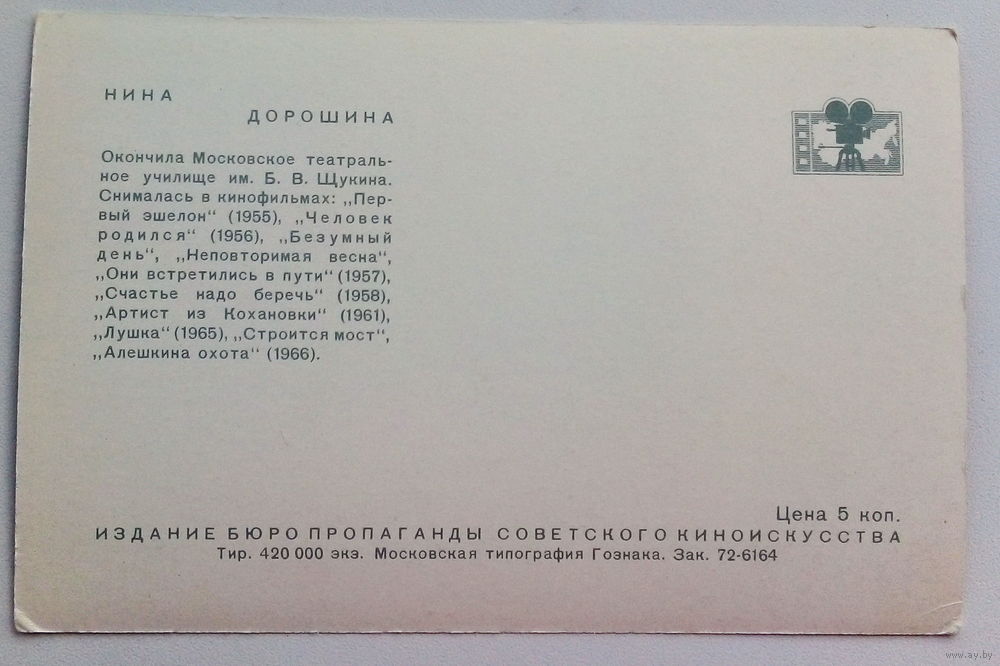 НИНА
ДОРОШИНА
Окончила Московское театраль-
ное училище им. Б. В. Щукина.
Снималась в кинофильмах: „Пер-
вый эшелон“ (1955), „Человек
родился“ (1956), „Безумный
день“, „Неповторимая весна“,
„Они встретились в пути“ (1957),
„Счастье надо беречь“ (1958),
„Артист из Кохановки“ (1961),
„Лушка“ (1965), „Строится мост“,
„Алешкина охота“ (1966).
Цена 5 коп.
ИЗДАНИЕ БЮРО ПРОПАГАНДЫ СОВЕТСКОГО КИНОИСКУССТВА
Тир. 420 000 экз. Московская типография Гознака. Зак. 72-6164
www.ay.by